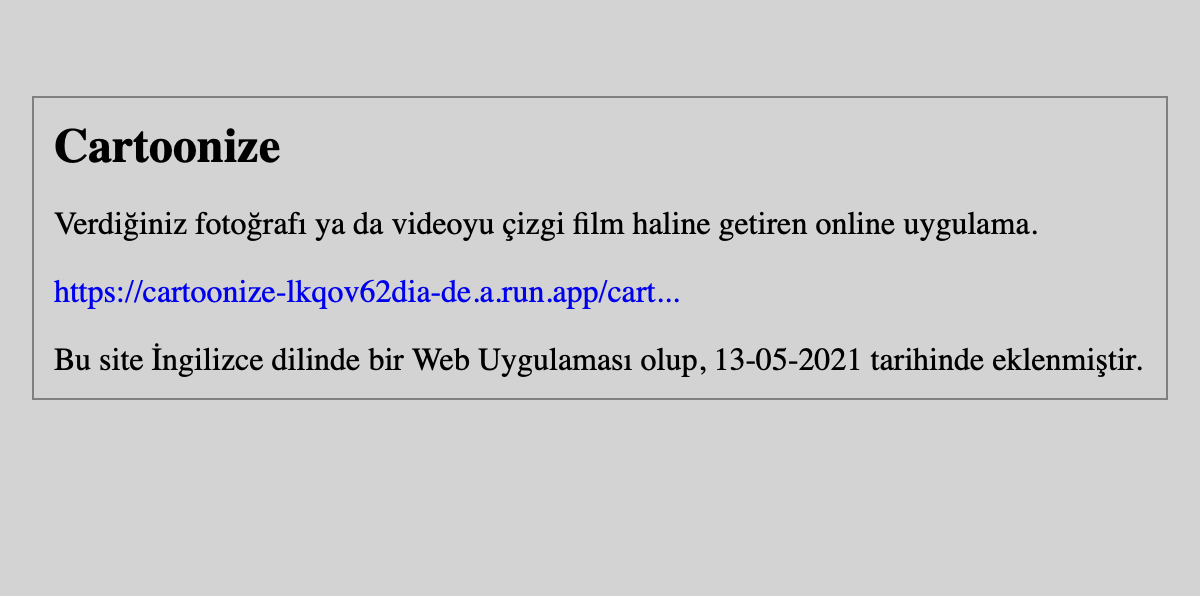 Cartoonize
Verdiğiniz fotoğrafı ya da videoyu çizgi film haline getiren online uygulama.
https://cartoonize-lkqov62dia-de.a.run.app/cart...
Bu site İngilizce dilinde bir Web Uygulaması olup, 13-05-2021 tarihinde eklenmiştir.